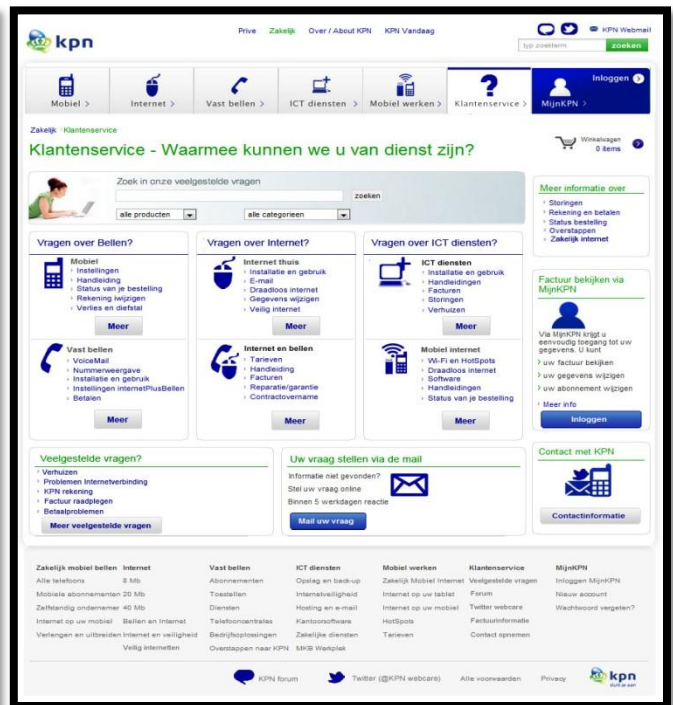 kpn
Prive Zakelijk Over / About KPN KPN Vandaag
KPN Webmail
typ zoekterm zoeken
Mobiel > Internet > Vast bellen > ICT diensten > Mobiel werken > Klantenservice > MijnKPN >
Inloggen
Zakelijk Klantenservice
Klantenservice - Waarmee kunnen we u van dienst zijn?
Winkelwagen
0 items
Zoek in onze veelgestelde vragen
zoeken
alle producten alle categorieen
Meer informatie over
Storingen
Rekening en betalen
Status bestelling
Overstappen
Zakelijk internet
Vragen over Bellen?
Mobiel
Instellingen
Handleiding
Status van je bestelling
Rekening iwijzigen
Verlies en diefstal
Meer
Vast bellen
VoiceMail
Nummerweergave
Installatie en gebruik
Instellingen internetPlusBellen
Betalen
Meer
Vragen over Internet?
Internet thuis
Installatie en gebruik
E-mail
Draadloos internet
Gegevens wijzigen
Veilig internet
Meer
Internet en bellen
Tarieven
Handleiding
Facturen
Reparatie/garantie
Contractovername
Meer
Vragen over ICT diensten?
ICT diensten
Installatie en gebruik
Handleiding
Facturen
Storingen
Verhuizen
Meer
Mobiel internet
Wi-Fi en HotSpots
Draadloos internet
Software
Handleidingen
Status van je bestelling
Meer
Factuur bekijken via
MijnKPN
Via MijnKPN krijgt u
eenvoudig toegang tot uw
gegevens. U kunt
uw factuur bekijken
uw gegevens wijzigen
uw abonnement wijzigen
Meer info
Inloggen
Veelgestelde vragen?
Verhuizen
Problemen Internetverbinding
KPN rekening
Factuur raadplegen
Betaalproblemen
Meer veelgestelde vragen
Uw vraag stellen via de mail
Informatie niet gevonden?
Stel uw vraag online
Binnen 5 werkdagen reactie
Mail uw vraag
Contact met KPN
Contactinformatie
Zakelijk mobiel bellen Internet Vast bellen ICT diensten Mobiel werken Klantenservice MijnKPN
Alle telefoons 8 Mb Abonnementen Opslag en back-up Zakelijk Mobiel Internet Veelgestelde vragen Inloggen MijnKPN
Mobiele abonnementen 20 Mb Toestellen Internetveiligheid Internet op uw tablet Forum Nieuw account
Zelfstandig ondernemer 40 Mb Diensten Hosting en e-mail Internet op uw mobiel Twitter webcare Wachtwoord vergeten?
Internet op uw mobiel Bellen en Internet Telefooncentrales Kantoorsoftware HotSpots Factuurinformatie
Verlengen en uitbreiden Internet en veiligheid Bedrijfsoplossingen Zakelijke diensten Tarieven Contact opnemen
Veilig internetten Overstappen naar KPN MKB Werkplek
KPN forum Twitter (@KPN webcare) Alle voorwaarden Privacy kpn